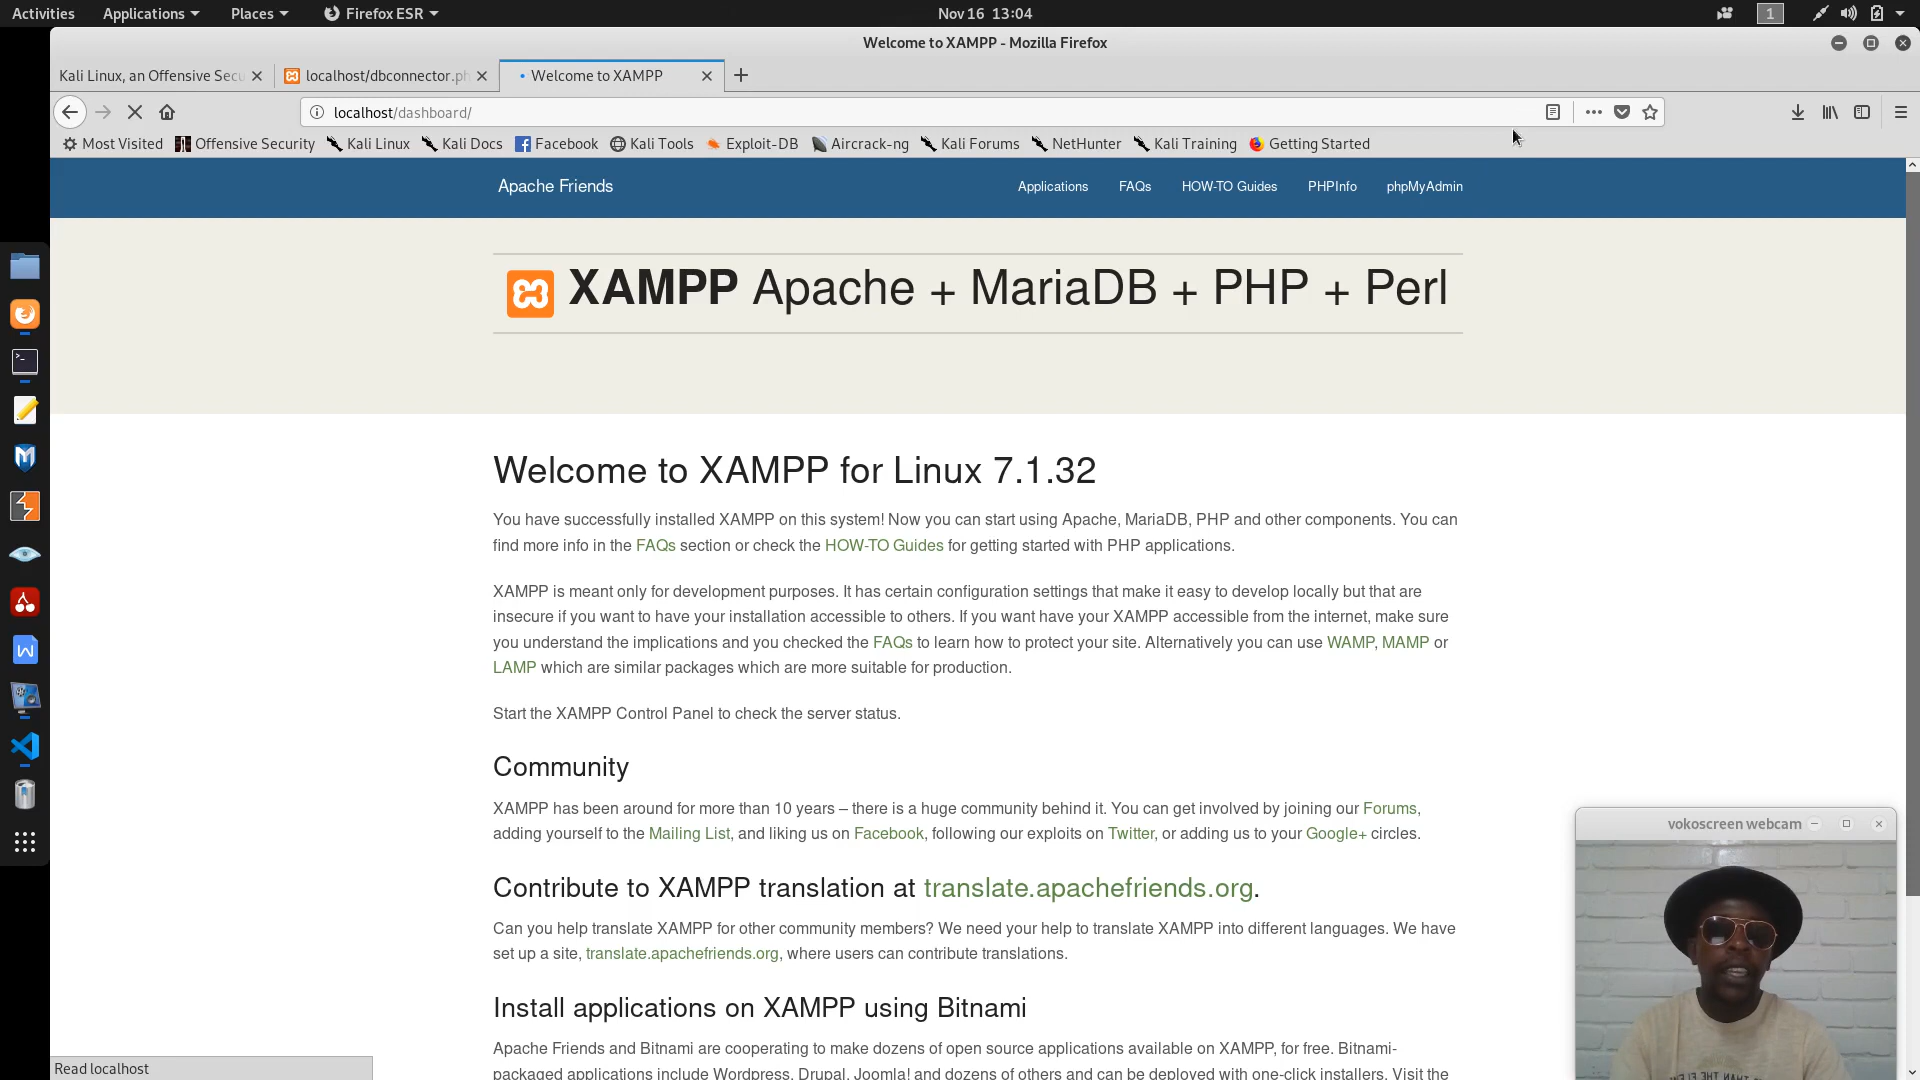 Activities Applications Places Firefox ESR Nov 16 13:04 1
Welcome to XAMPP - Mozilla Firefox
Kali Linux, an Offensive Secu localhost/dbconnector.ph Welcome to XAMPP
localhost/dashboard/
Most Visited Offensive Security Kali Linux Kali Docs Facebook Kali Tools Exploit-DB Aircrack-ng Kali Forums NetHunter Kali Training Getting Started
Apache Friends Applications FAQs HOW-TO Guides PHPInfo phpMyAdmin
XAMPP Apache + MariaDB + PHP + Perl
Welcome to XAMPP for Linux 7.1.32
You have successfully installed XAMPP on this system! Now you can start using Apache, MariaDB, PHP and other components. You can
find more info in the FAQs section or check the HOW-TO Guides for getting started with PHP applications.
XAMPP is meant only for development purposes. It has certain configuration settings that make it easy to develop locally but that are
insecure if you want to have your installation accessible to others. If you want have your XAMPP accessible from the internet, make sure
you understand the implications and you checked the FAQs to learn how to protect your site. Alternatively you can use WAMP, MAMP or
LAMP which are similar packages which are more suitable for production.
Start the XAMPP Control Panel to check the server status.
Community
XAMPP has been around for more than 10 years – there is a huge community behind it. You can get involved by joining our Forums,
adding yourself to the Mailing List, and liking us on Facebook, following our exploits on Twitter, or adding us to your Google+ circles.
vokoscreen webcam
Contribute to XAMPP translation at translate.apachefriends.org.
Can you help translate XAMPP for other community members? We need your help to translate XAMPP into different languages. We have
set up a site, translate.apachefriends.org, where users can contribute translations.
Install applications on XAMPP using Bitnami
Apache Friends and Bitnami are cooperating to make dozens of open source applications available on XAMPP, for free. Bitnami-
packaged applications include Wordpress, Drupal, Joomla! and dozens of others and can be deployed with one-click installers. Visit the
Read localhost